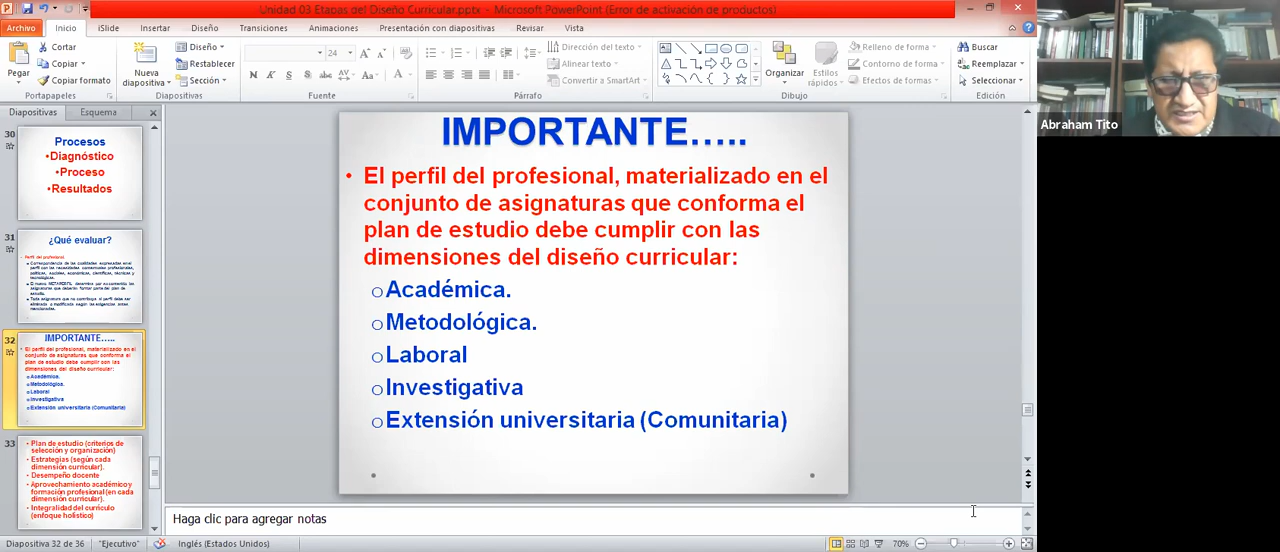 Unidad 03 Etapas del Diseño Curricular.pptx - Microsoft PowerPoint (Error de activación de productos)
Archivo Inicio iSlide Insertar Diseño Transiciones Animaciones Presentación con diapositivas Revisar Vista
Pegar
Cortar
Copiar
Copiar formato
Portapapeles
Nueva
diapositiva
Diseño
Restablecer
Sección
Diapositivas
24
Fuente
Dirección del texto
Alinear texto
Convertir a SmartArt
Párrafo
Organizar
Estilos
rápidos
Relleno de forma
Contorno de forma
Efectos de formas
Dibujo
Buscar
Reemplazar
Seleccionar
Edición
Diapositivas Esquema
30
Procesos
•Diagnóstico
•Proceso
•Resultados
31
¿Qué evaluar?
32
IMPORTANTE…..
El perfil del profesional, materializado en el
conjunto de asignaturas que conforma el
plan de estudio debe cumplir con las
dimensiones del diseño curricular:
Académica.
Metodológica.
Laboral
Investigativa
Extensión universitaria (Comunitaria)
33
• Plan de estudio (criterios de
selección y organización)
• Estrategias (según cada
dimensión curricular).
• Desempeño docente
• Aprovechamiento académico y
formación profesional (en cada
dimensión curricular).
• Integralidad del currículo
(enfoque holístico)
IMPORTANTE…..
• El perfil del profesional, materializado en el
conjunto de asignaturas que conforma el
plan de estudio debe cumplir con las
dimensiones del diseño curricular:
oAcadémica.
oMetodológica.
oLaboral
oInvestigativa
oExtensión universitaria (Comunitaria)
Haga clic para agregar notas
Diapositiva 32 de 36 "Ejecutivo" Inglés (Estados Unidos) 70%
Abraham Tito